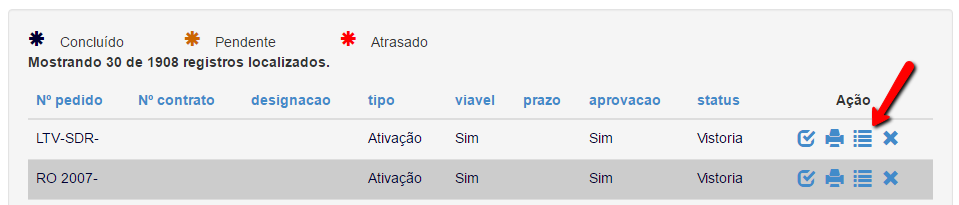 Concluído Pendente Atrasado
Mostrando 30 de 1908 registros localizados.
Nº pedido Nº contrato designacao tipo viavel prazo aprovacao status Ação
LTV-SDR- Ativação Sim Sim Vistoria
RO 2007- Ativação Sim Sim Vistoria